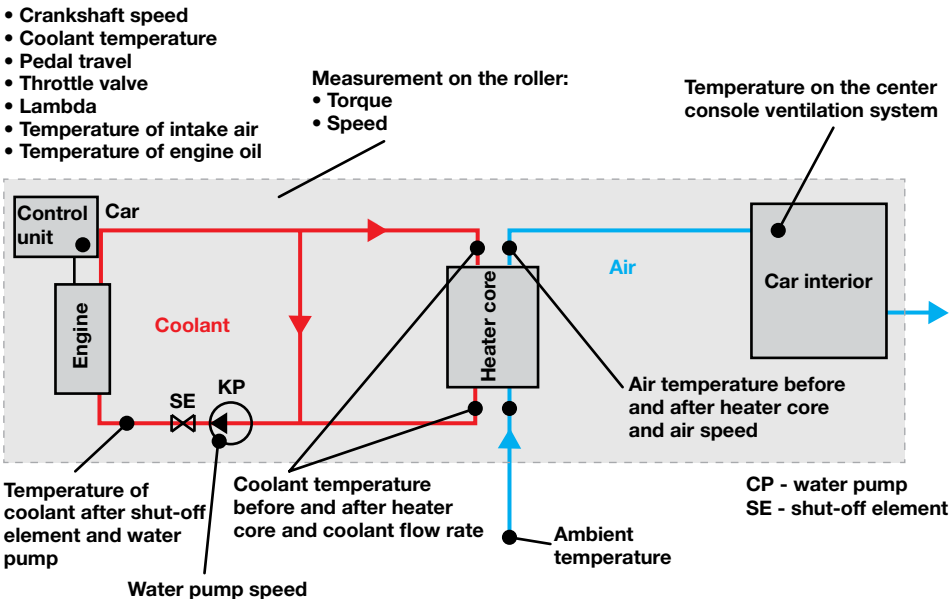 • Crankshaft speed
• Coolant temperature
• Pedal travel
• Throttle valve
• Lambda
• Temperature of intake air
• Temperature of engine oil
Measurement on the roller:
• Torque
• Speed
Temperature on the center
console ventilation system
Control
unit
Car
Engine
Coolant
SE
KP
Heater core
Air
Car interior
Air temperature before
and after heater core
and air speed
Temperature of
coolant after shut-off
element and water
pump
Coolant temperature
before and after heater
core and coolant flow rate
CP - water pump
SE - shut-off element
Ambient
temperature
Water pump speed